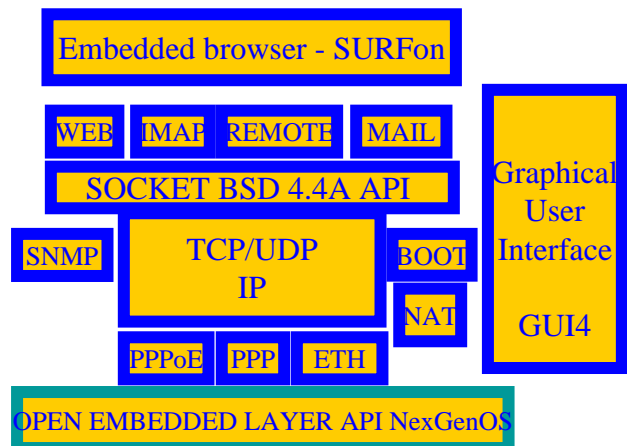 Embedded browser - SURFon
WEB
IMAP
REMOTE
MAIL
SOCKET BSD 4.4A API
Graphical
User
Interface
GUI4
SNMP
TCP/UDP
IP
BOOT
NAT
PPPoE
PPP
ETH
OPEN EMBEDDED LAYER API NexGenOS